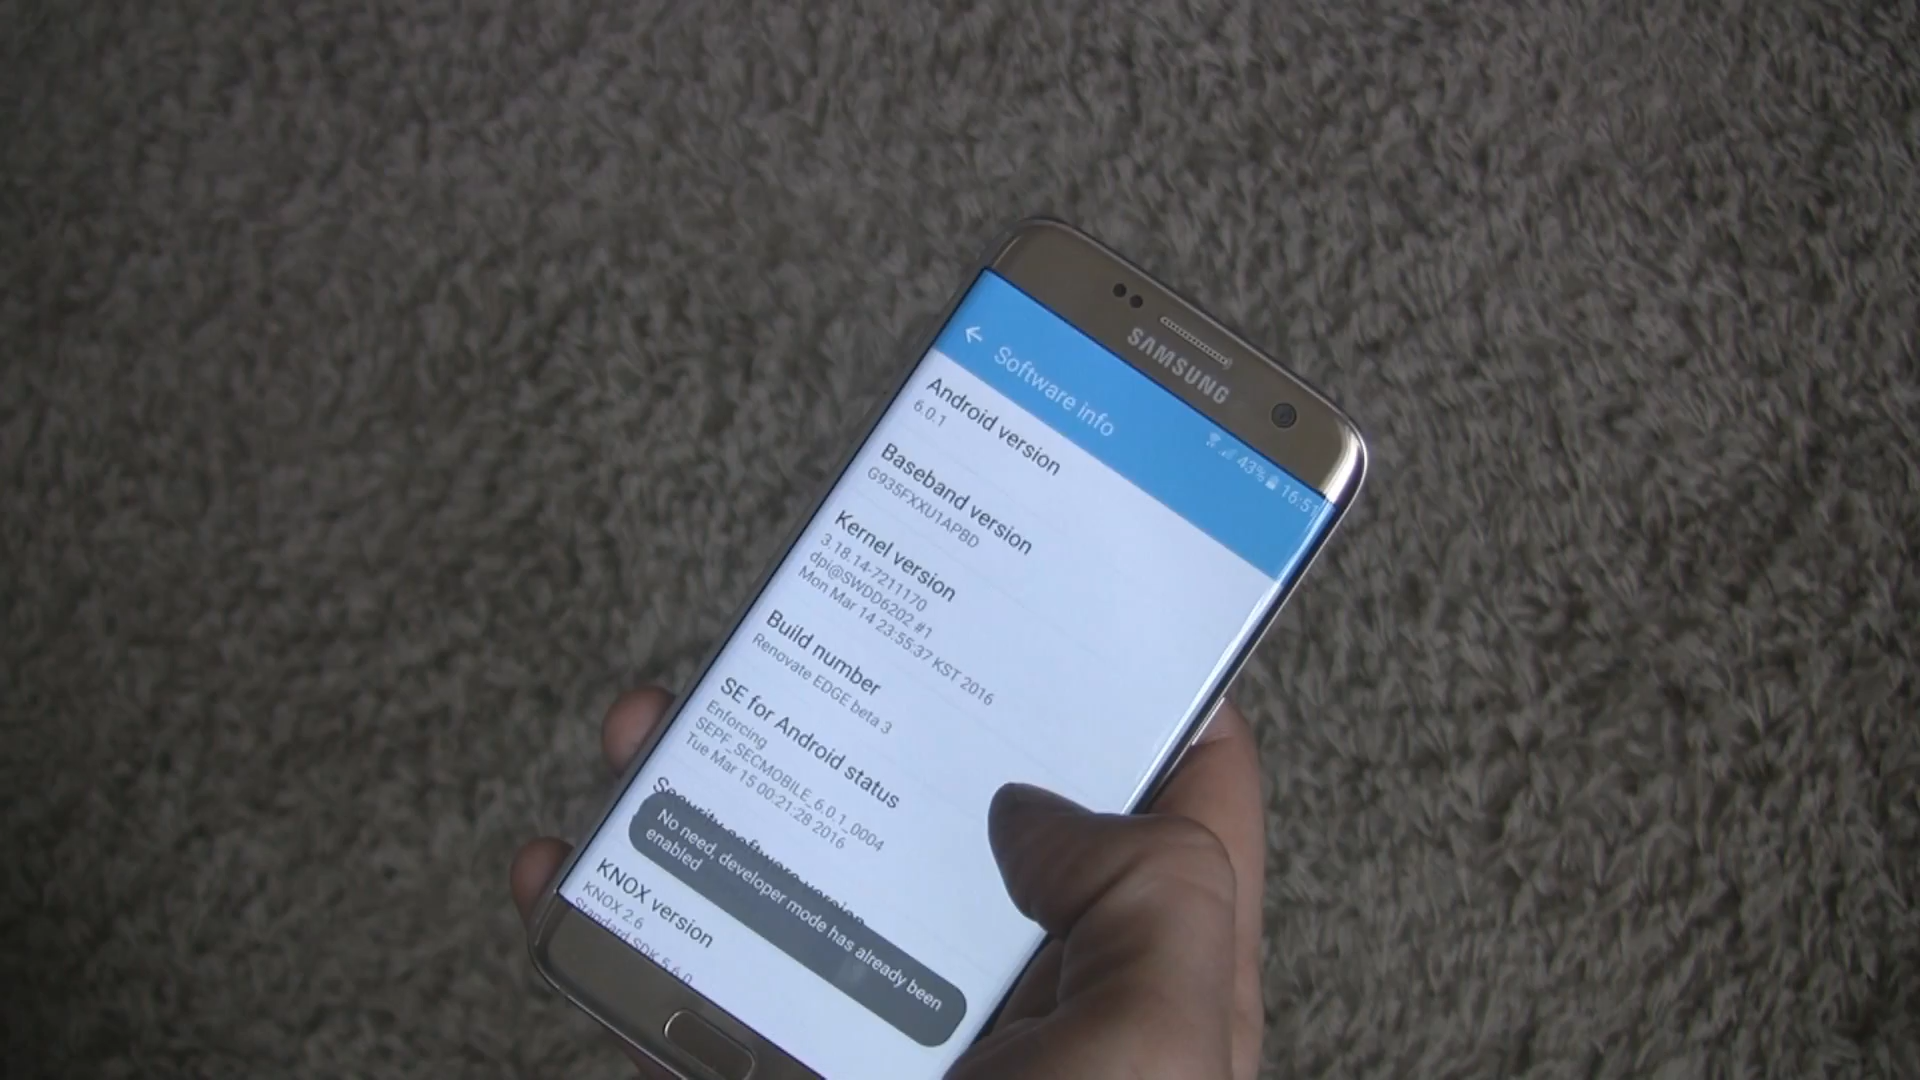 SAMSUNG
43% 16:51
Software info
Android version
6.0.1
Baseband version
G935FXXU1APBD
Kernel version
3.18.14-7211170
dpi@SWDD6202 #1
Mon Mar 14 23:55:37 KST 2016
Build number
Renovate EDGE beta.3
SE for Android status
Enforcing
SEPF_SECMOBILE_6.0.1_0004
Tue Mar 15 00:21:28 2016
Security software version
No need, developer mode has already been
enabled
KNOX version
KNOX 2.6
Standard SDK 5.6.0